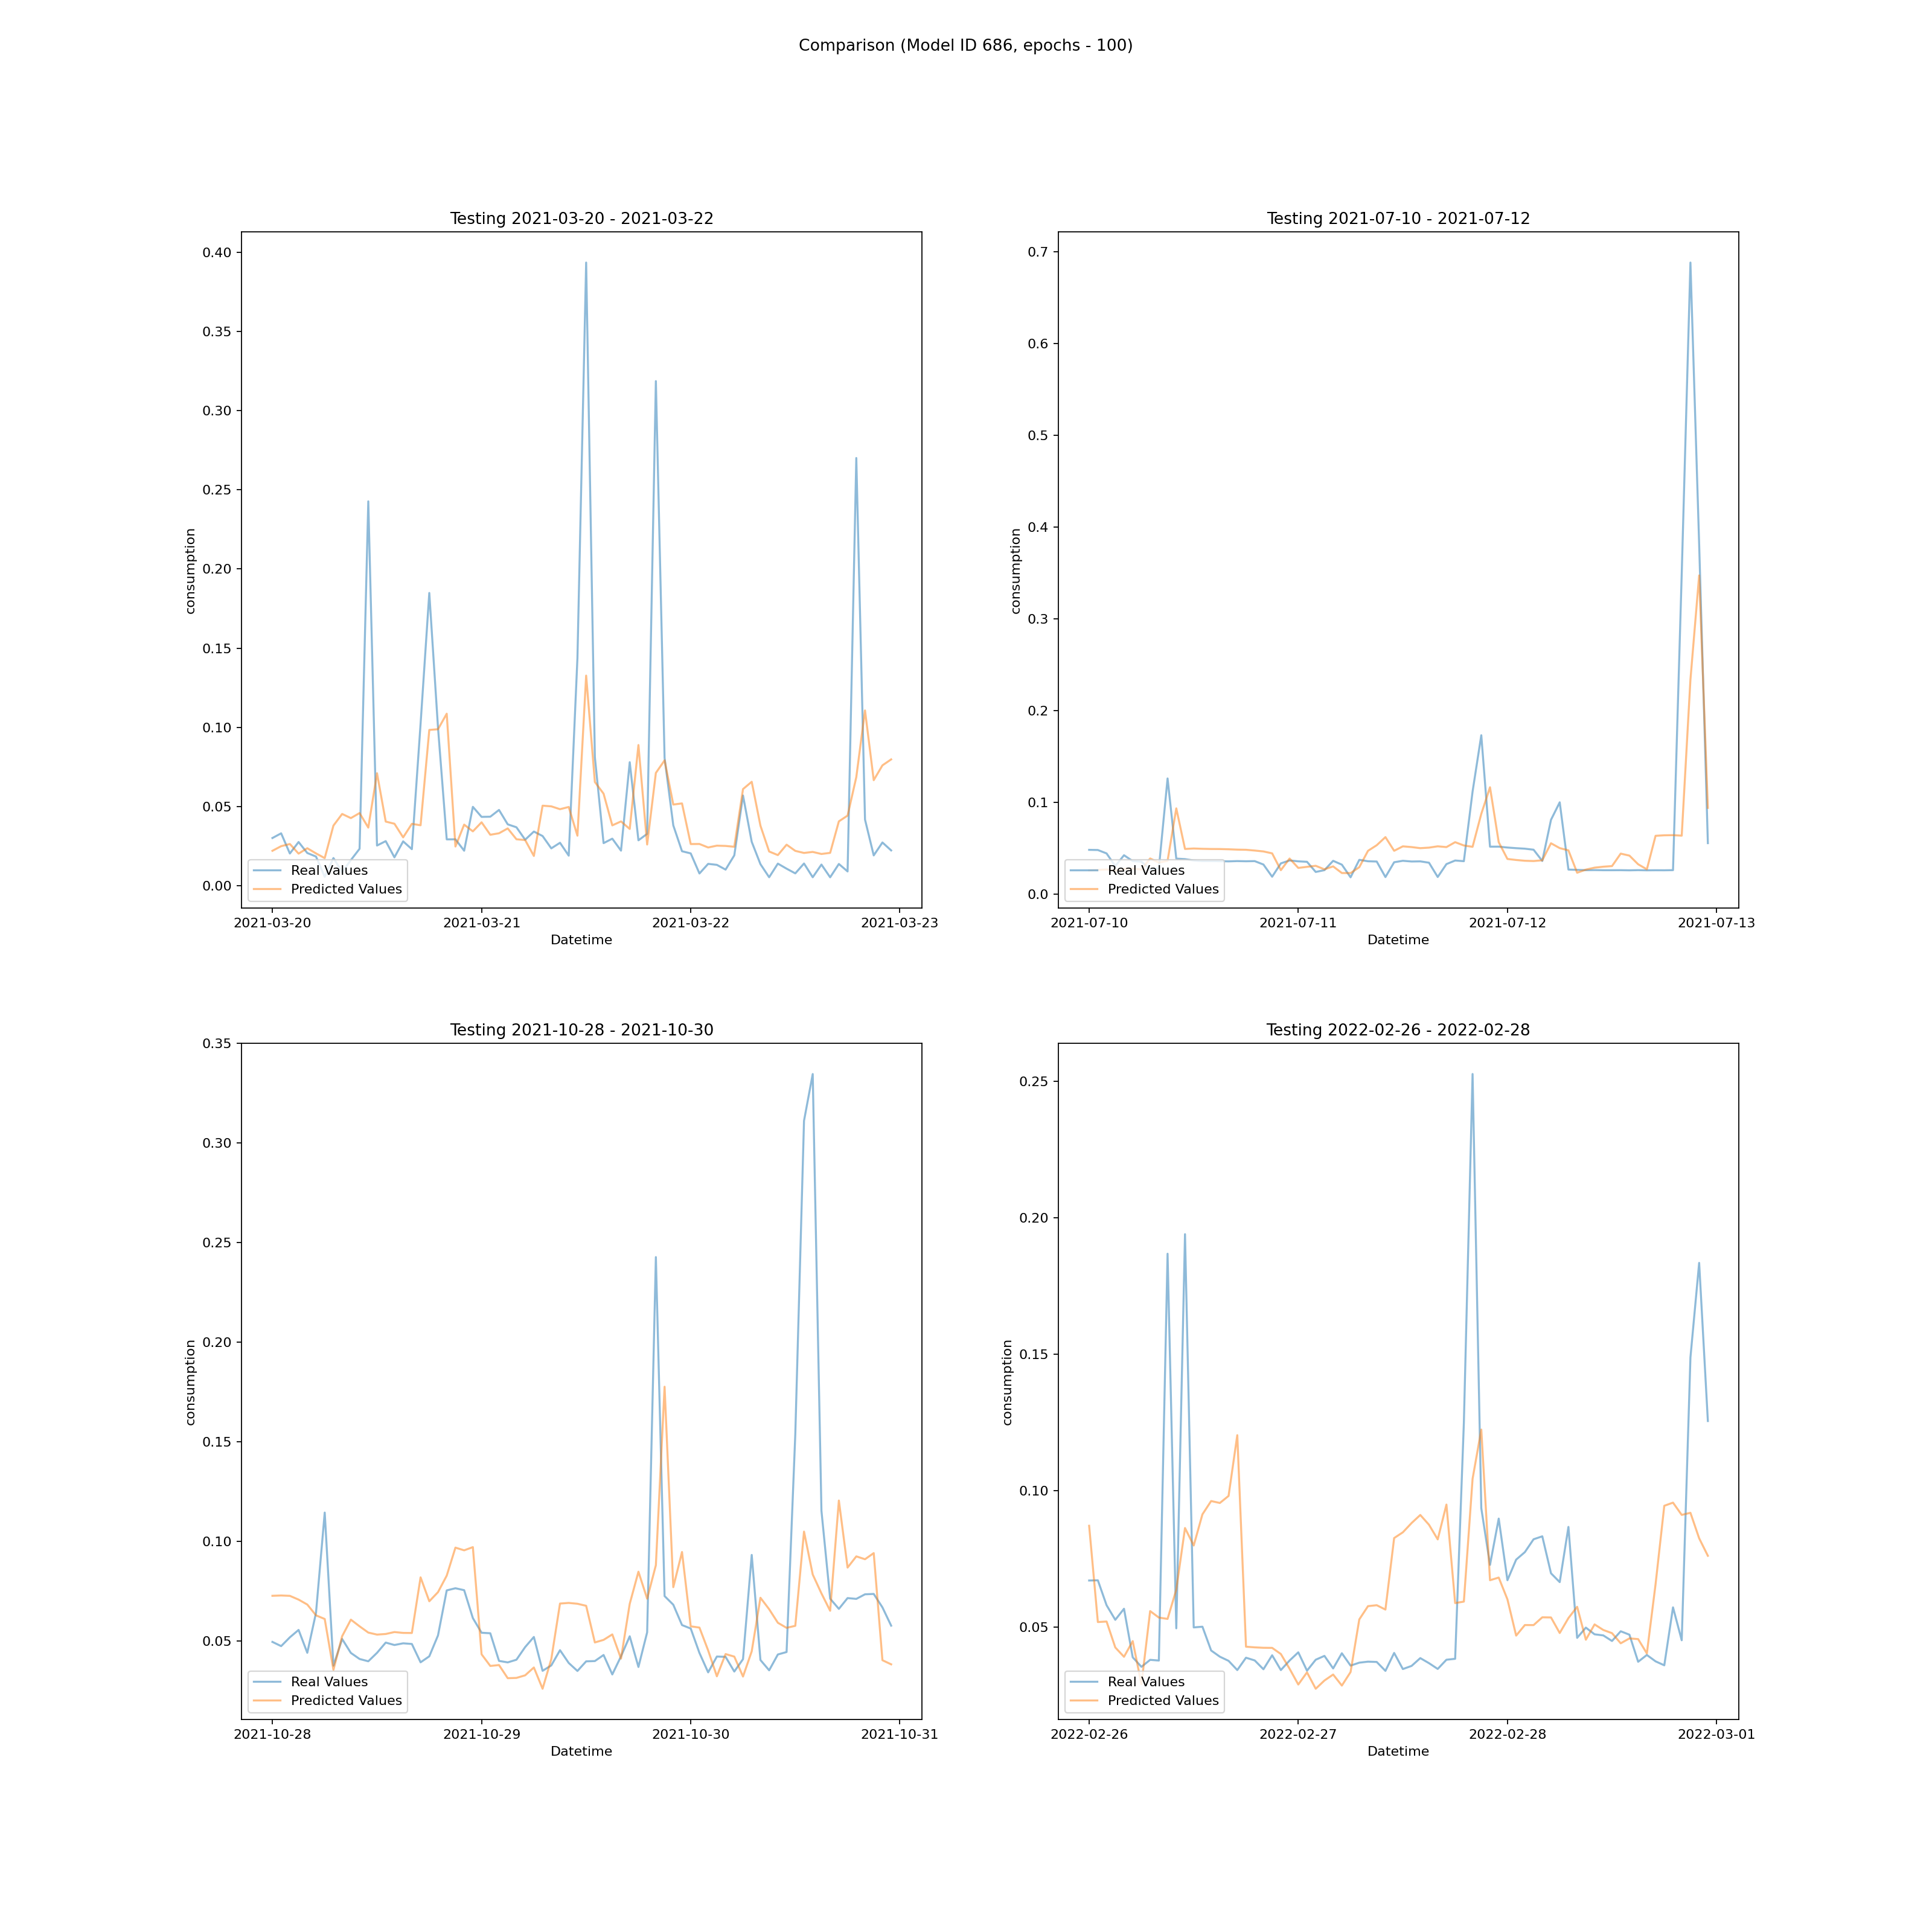 Comparison (Model ID 686, epochs - 100)
Testing 2021-03-20 - 2021-03-22
0.40
0.35
0.30
0.25
0.20
0.15
0.10
0.05
0.00
consumption
Real Values
Predicted Values
2021-03-20
2021-03-21
2021-03-22
2021-03-23
Datetime
Testing 2021-07-10 - 2021-07-12
0.7
0.6
0.5
0.4
0.3
0.2
0.1
0.0
consumption
Real Values
Predicted Values
2021-07-10
2021-07-11
2021-07-12
2021-07-13
Datetime
Testing 2021-10-28 - 2021-10-30
0.35
0.30
0.25
0.20
0.15
0.10
0.05
consumption
Real Values
Predicted Values
2021-10-28
2021-10-29
2021-10-30
2021-10-31
Datetime
Testing 2022-02-26 - 2022-02-28
0.25
0.20
0.15
0.10
0.05
consumption
Real Values
Predicted Values
2022-02-26
2022-02-27
2022-02-28
2022-03-01
Datetime